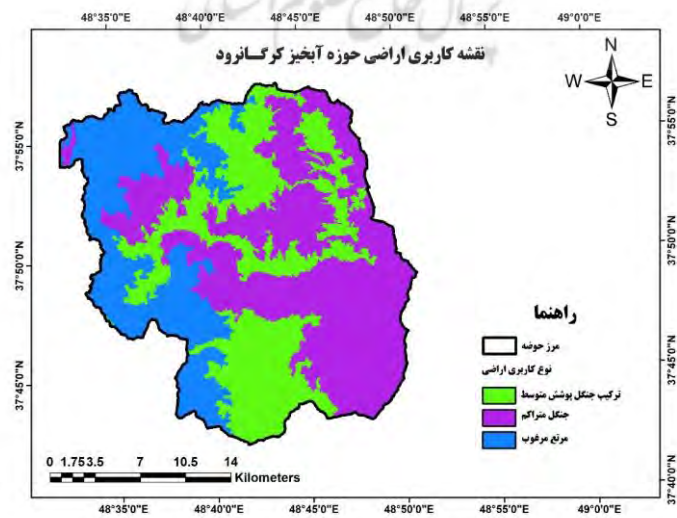 48°35'0"E 48°40'0"E 48°45'0"E 48°50'0"E 48°55'0"E 49°0'0"E
نقشه کاربری اراضی حوزه آبخیز کرگانرود
N
W E
S
37°55'0"N 37°55'0"N
37°50'0"N 37°50'0"N
37°45'0"N 37°45'0"N
37°40'0"N
راهنما
مرز حوضه
نوع کاربری اراضی
ترکیب جنگل پوشش متوسط
جنگل متراکم
مرتع مرغوب
0 1.75 3.5 7 10.5 14
Kilometers
48°35'0"E 48°40'0"E 48°45'0"E 48°50'0"E 48°55'0"E 49°0'0"E